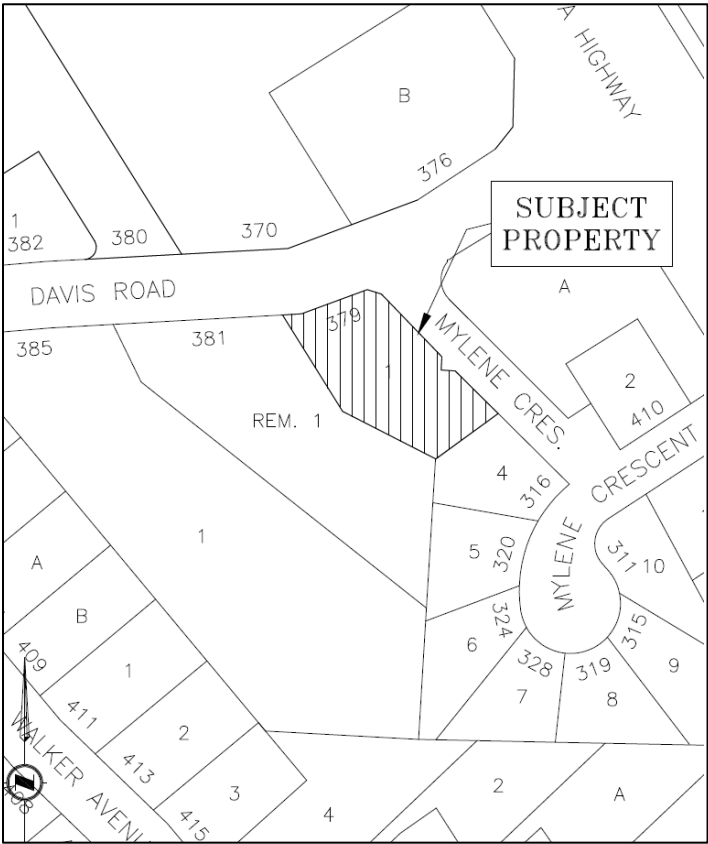 A HIGHWAY
B
376
SUBJECT
PROPERTY
1
382
380
370
A
DAVIS ROAD
379
385
381
1
MYLENE CRES.
2
410
REM. 1
4
316
CRESCENT
1
5
320
MYLENE
311
10
A
B
324
6
315
409
1
328
319
9
7
8
411
2
WALKER
413
3
2
A
415
4